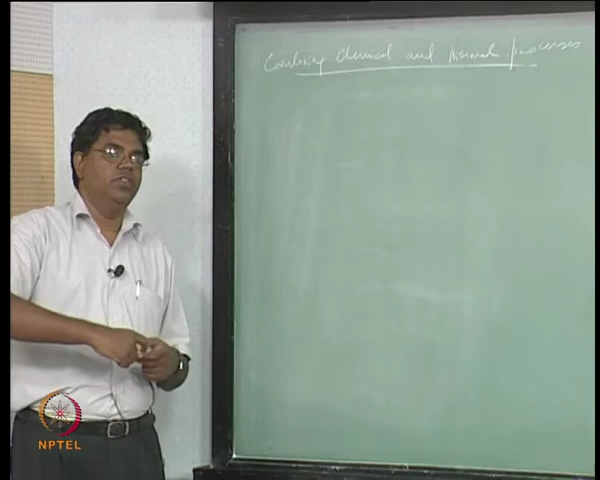 Combining chemical and thermal processes
NPTEL